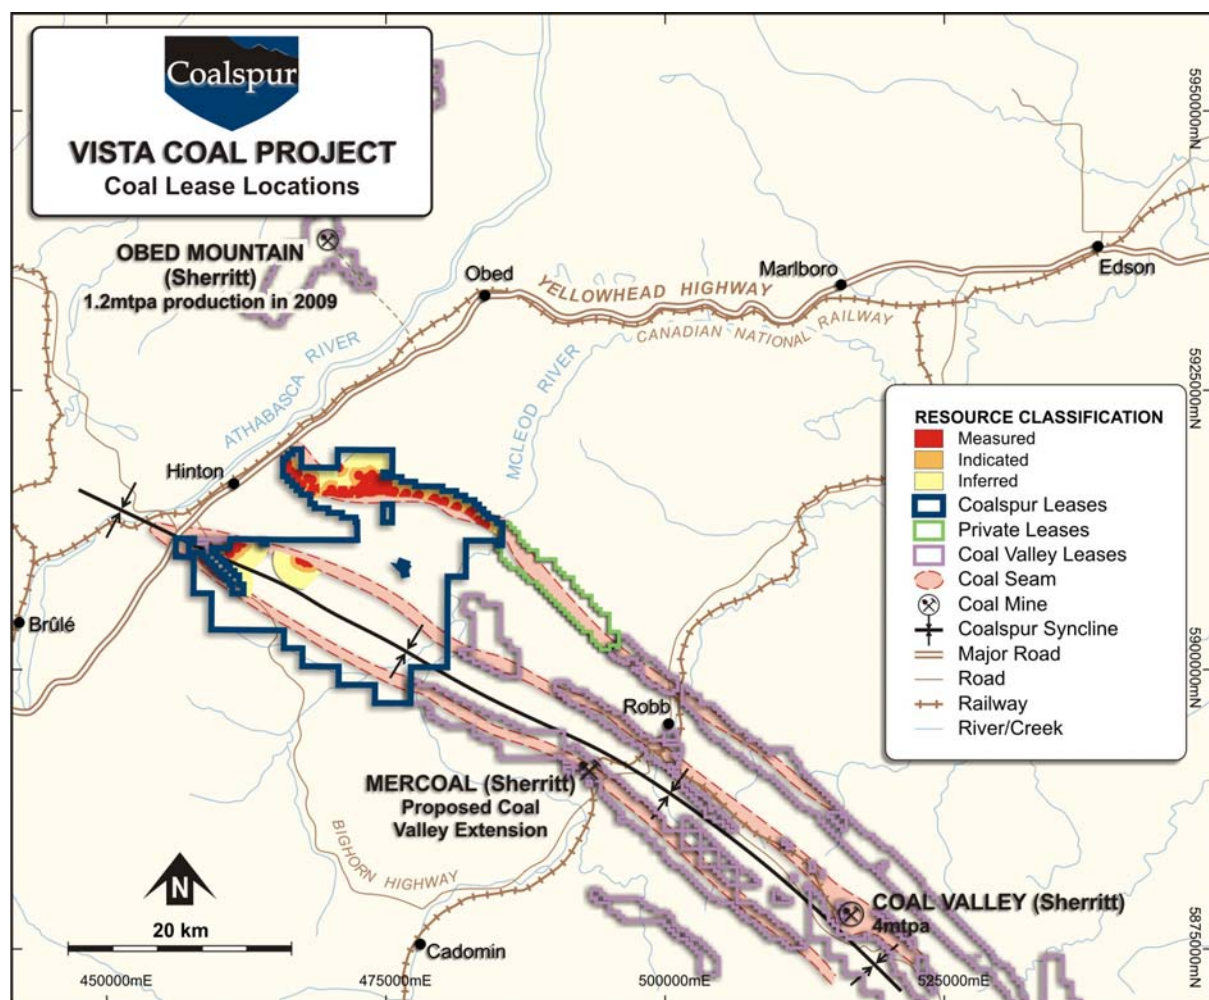 Coalspur
VISTA COAL PROJECT
Coal Lease Locations
OBED MOUNTAIN
(Sherritt)
1.2mtpa production in 2009
Obed
YELLOWHEAD HIGHWAY
Marlboro
Edson
CANADIAN NATIONAL RAILWAY
ATHABASCA RIVER
MCLEOD RIVER
Hinton
Brûlé
RESOURCE CLASSIFICATION
Measured
Indicated
Inferred
Coalspur Leases
Private Leases
Coal Valley Leases
Coal Seam
Coal Mine
Coalspur Syncline
Major Road
Road
Railway
River/Creek
Robb
MERCOAL (Sherritt)
Proposed Coal
Valley Extension
BIGHORN HIGHWAY
COAL VALLEY (Sherritt)
4mtpa
N
20 km
Cadomin
450000mE
475000mE
500000mE
525000mE
5950000mN
5925000mN
5900000mN
5875000mN